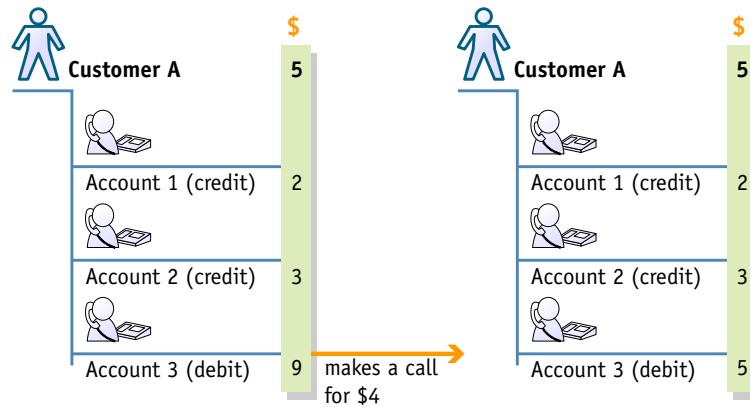 $
Customer A 5
Account 1 (credit) 2
Account 2 (credit) 3
Account 3 (debit) 9
makes a call
for $4
$
Customer A 5
Account 1 (credit) 2
Account 2 (credit) 3
Account 3 (debit) 5